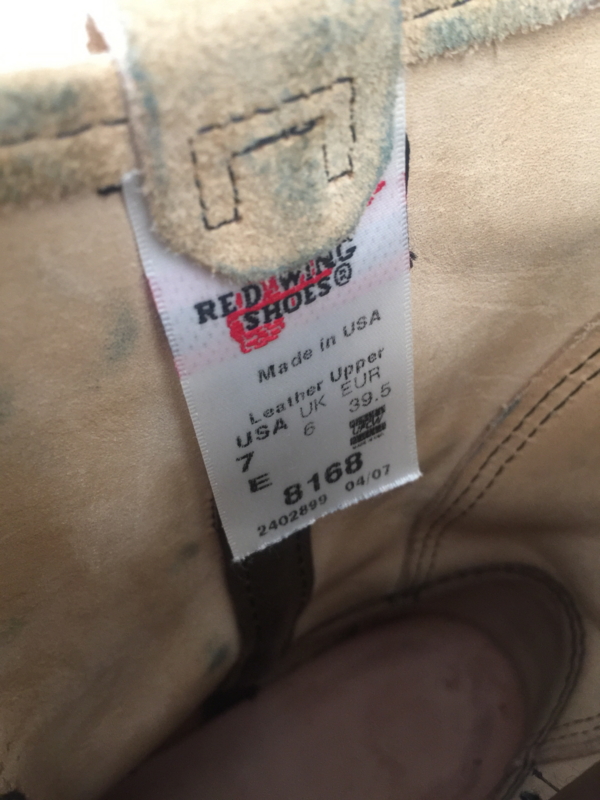 RED WING
SHOES®
Made in USA
Leather Upper
USA UK EUR
7 6 39.5
E 8168
2402899 04/07